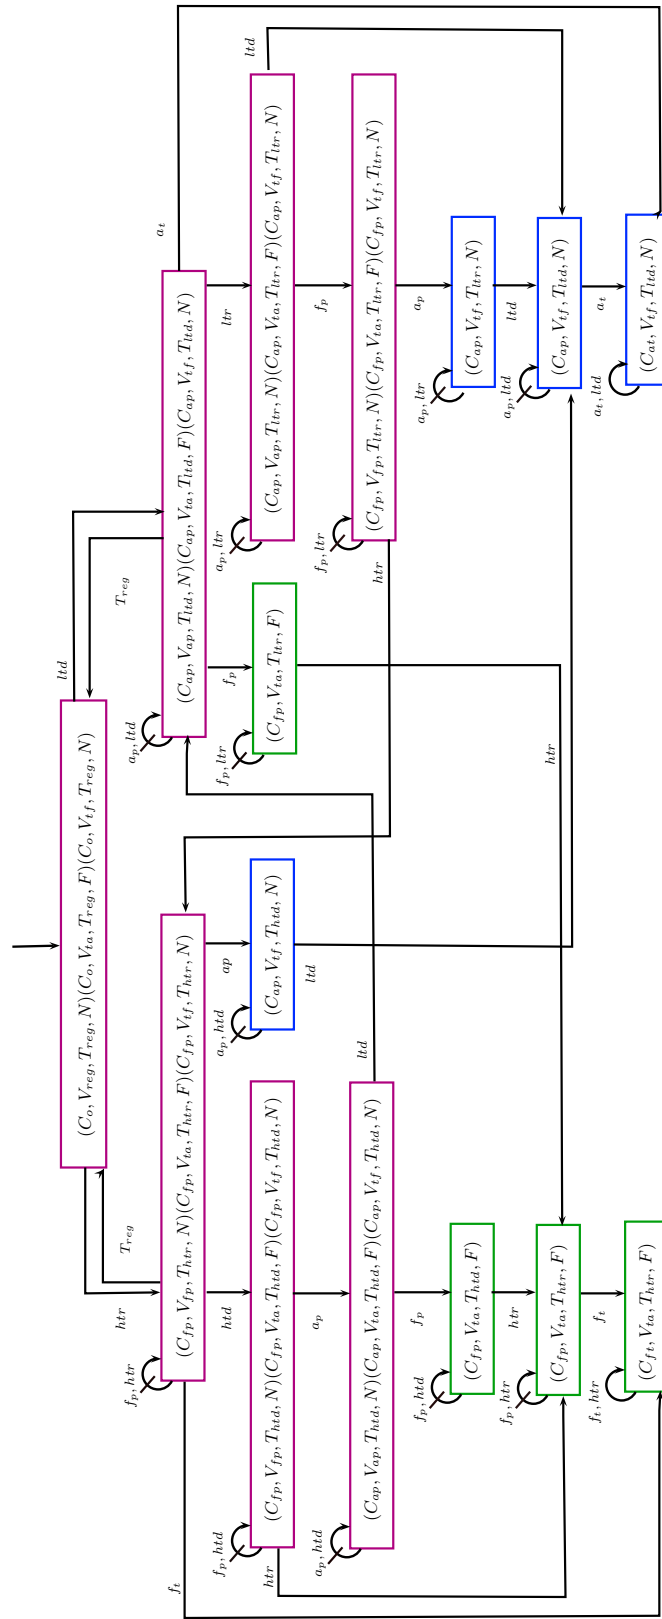 (C_o, V_{reg}, T_{reg}, N)(C_o, V_{ta}, T_{reg}, F)(C_o, V_{tf}, T_{reg}, N)
htr
T_{reg}
ltd
T_{reg}
f_p, htr
(C_{fp}, V_{fp}, T_{htr}, N)(C_{fp}, V_{ta}, T_{htr}, F)(C_{fp}, V_{tf}, T_{htr}, N)
a_p, ltd
(C_{ap}, V_{ap}, T_{ltd}, N)(C_{ap}, V_{ta}, T_{ltd}, F)(C_{ap}, V_{tf}, T_{ltd}, N)
a_t
f_t
htd
ap
f_p
ltr
ltd
f_p, htd
(C_{fp}, V_{fp}, T_{htd}, N)(C_{fp}, V_{ta}, T_{htd}, F)(C_{fp}, V_{tf}, T_{htd}, N)
a_p, htd
(C_{ap}, V_{tf}, T_{htd}, N)
f_p, ltr
(C_{fp}, V_{ta}, T_{ltr}, F)
a_p, ltr
(C_{ap}, V_{ap}, T_{ltr}, N)(C_{ap}, V_{ta}, T_{ltr}, F)(C_{ap}, V_{tf}, T_{ltr}, N)
htr
a_p
ltd
f_p
a_p, htd
(C_{ap}, V_{ap}, T_{htd}, N)(C_{ap}, V_{ta}, T_{htd}, F)(C_{ap}, V_{tf}, T_{htd}, N)
ltd
f_p, ltr
(C_{fp}, V_{fp}, T_{ltr}, N)(C_{fp}, V_{ta}, T_{ltr}, F)(C_{fp}, V_{tf}, T_{ltr}, N)
htr
f_p
a_p
f_p, htd
(C_{fp}, V_{ta}, T_{htd}, F)
a_p, ltr
(C_{ap}, V_{tf}, T_{ltr}, N)
htr
htr
ltd
f_p, htr
(C_{fp}, V_{ta}, T_{htr}, F)
a_p, ltd
(C_{ap}, V_{tf}, T_{ltd}, N)
f_t
a_t
f_t, htr
(C_{ft}, V_{ta}, T_{htr}, F)
a_t, ltd
(C_{at}, V_{tf}, T_{ltd}, N)